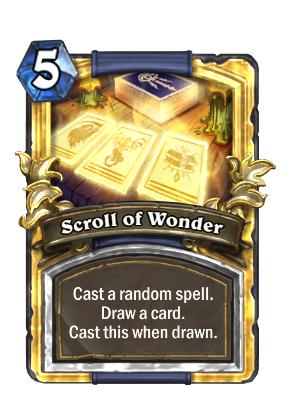 5
Scroll of Wonder
Cast a random spell.
Draw a card.
Cast this when drawn.